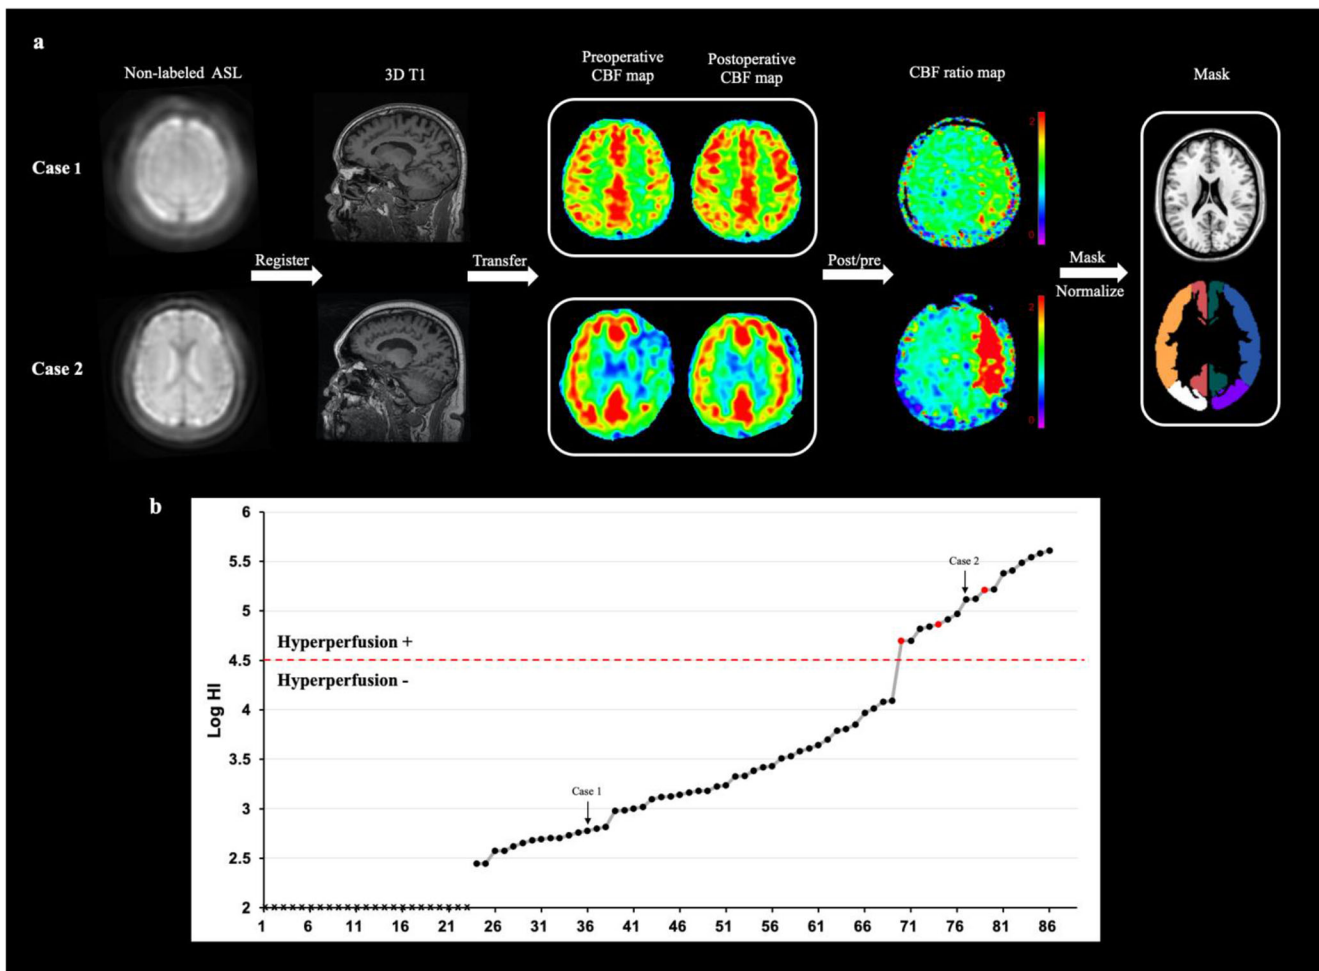 a
Non-labeled ASL
3D T1
Preoperative
CBF map
Postoperative
CBF map
CBF ratio map
Mask
Case 1
2
0
Register
Transfer
Post/pre
Mask
Normalize
Case 2
2
0
b
6
5.5
5
4.5
4
3.5
3
2.5
2
Log HI
Hyperperfusion +
Hyperperfusion -
Case 1
Case 2
1 6 11 16 21 26 31 36 41 46 51 56 61 66 71 76 81 86